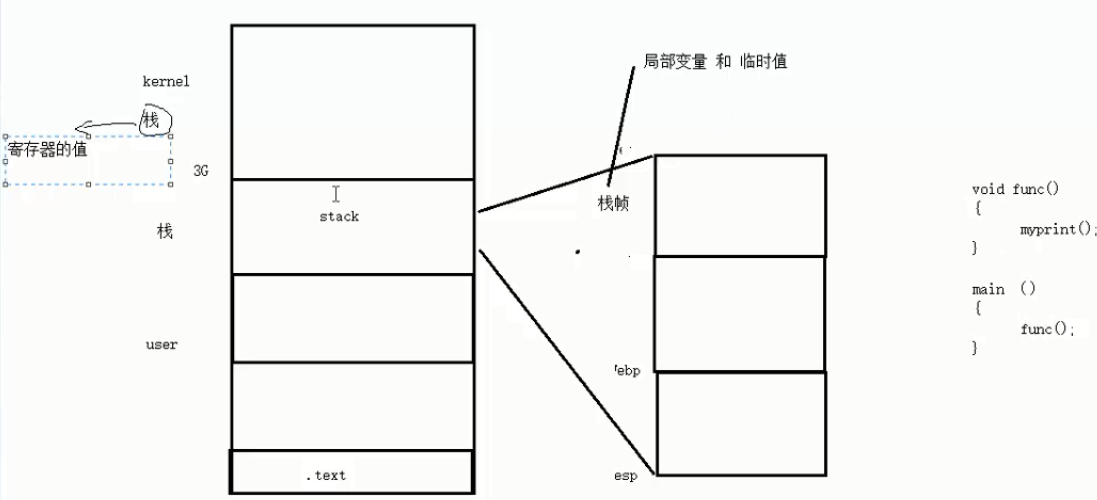 kernel
栈
寄存器的值
3G
栈
stack
user
.text
局部变量 和 临时值
栈帧
ebp
esp
void func()
{
myprint();
}
main ()
{
func();
}